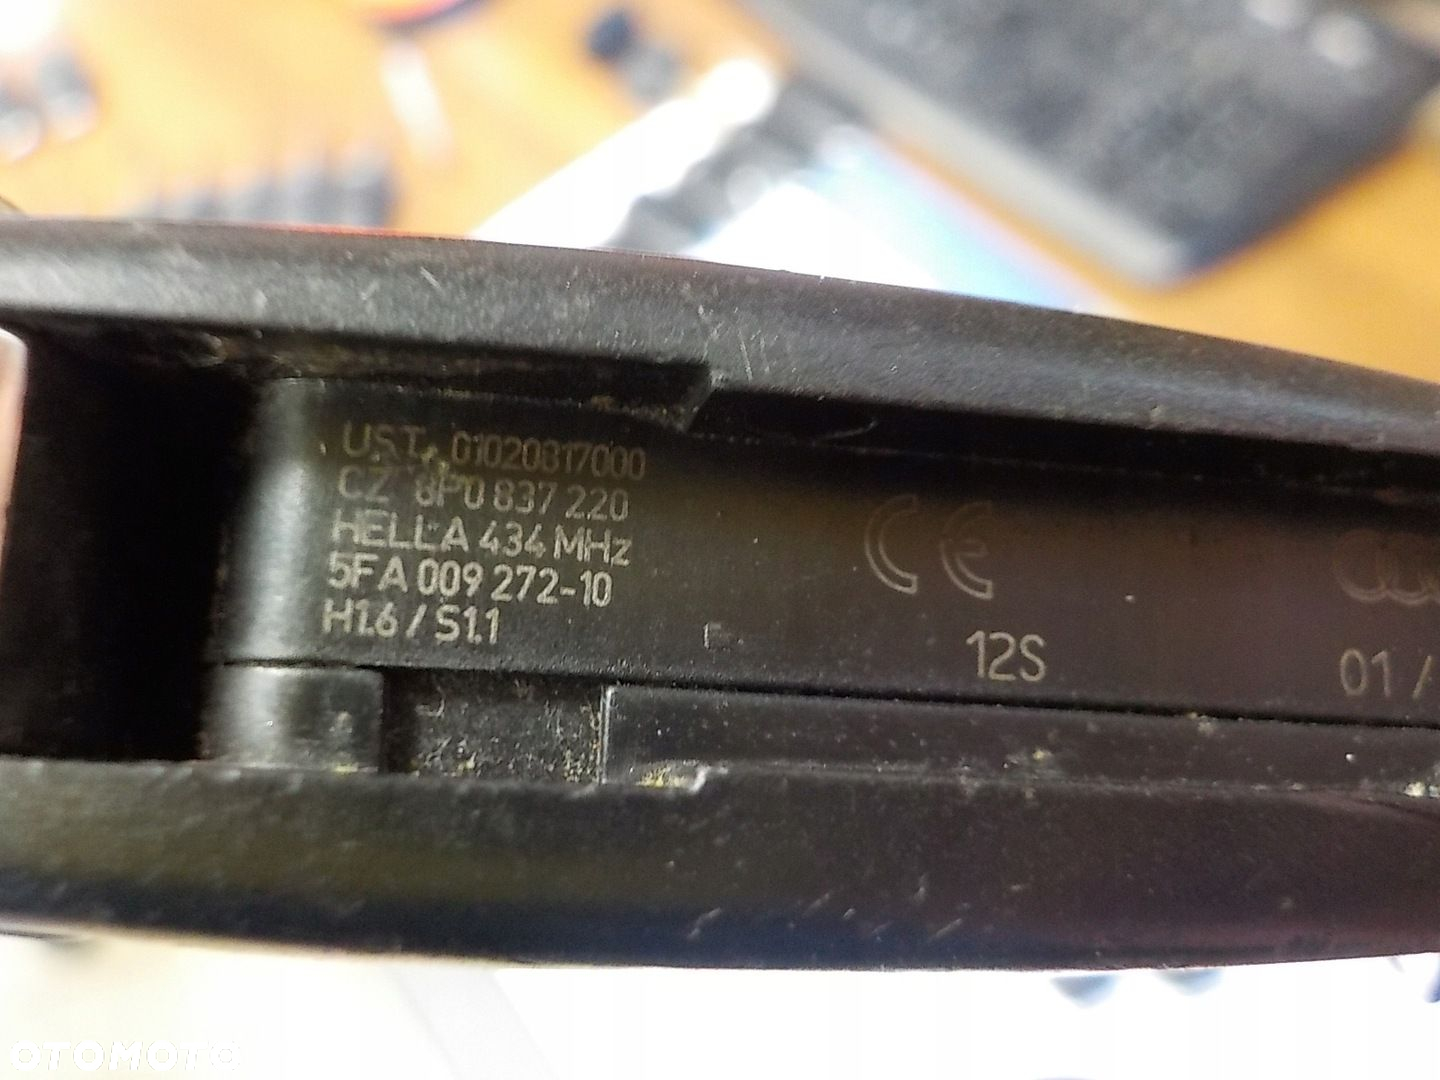 UST. 01020817000
CZ 8P0 837 220
HELLA 434 MHz
5FA 009 272-10
H1.6 / S1.1
CE
12S
01 /
OTOMOTO